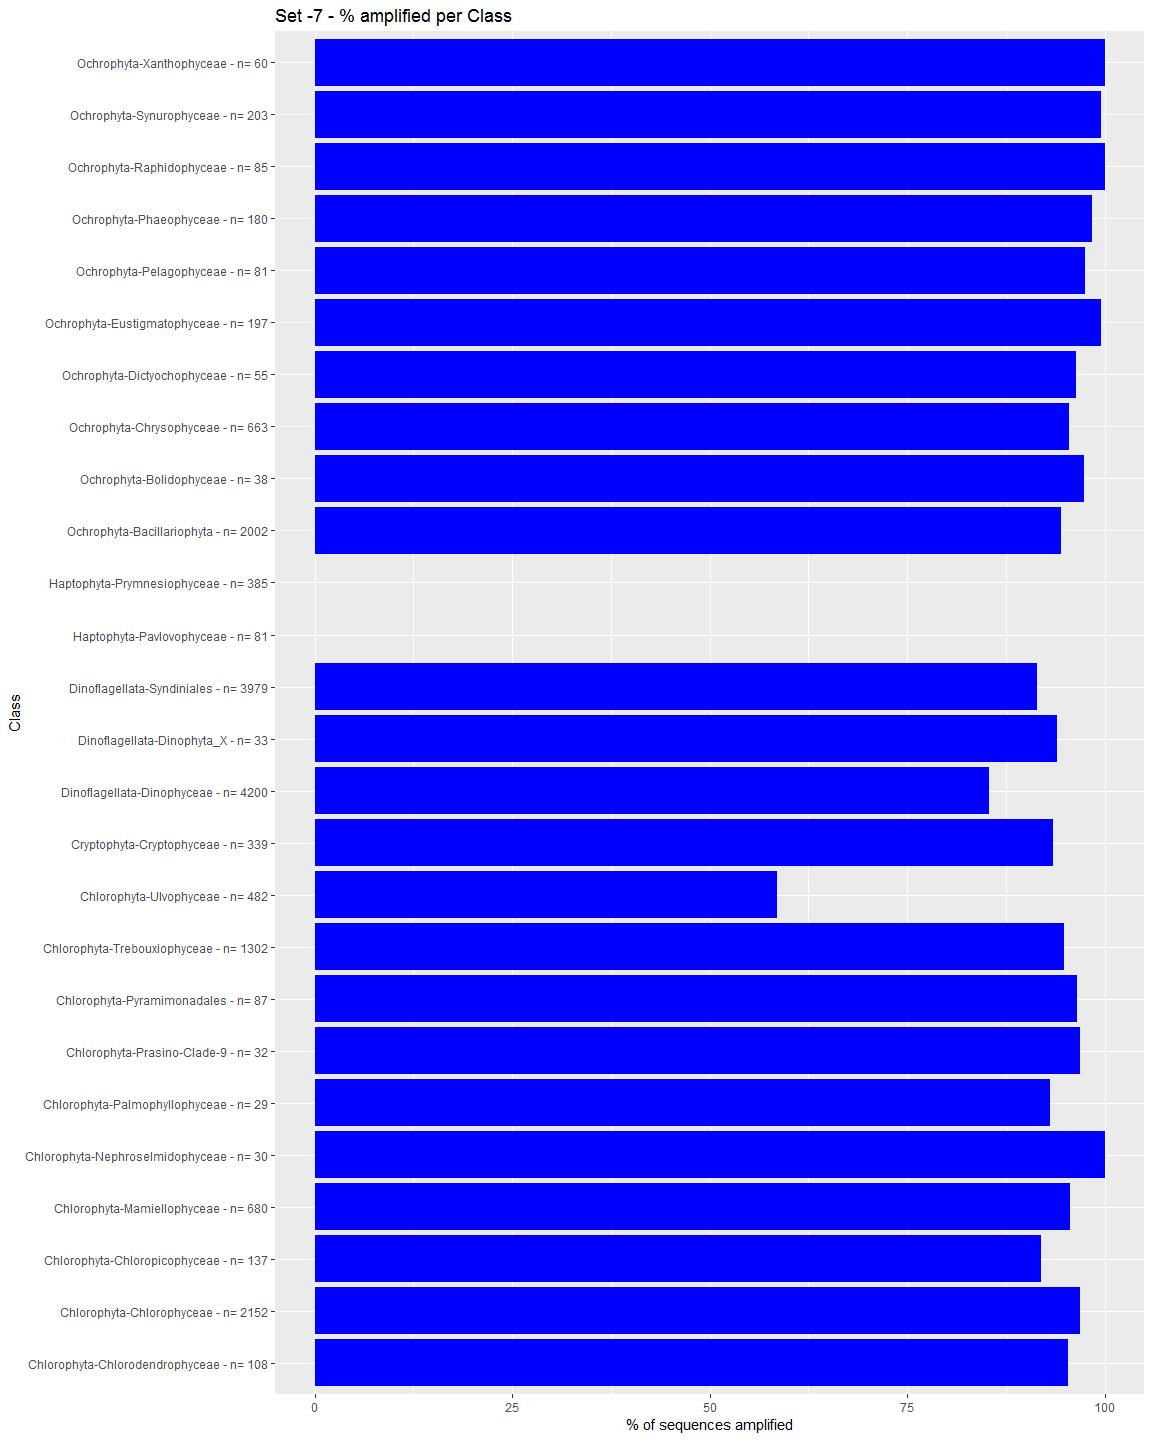 Set -7 - % amplified per Class
Ochrophyta-Xanthophyceae - n= 60
Ochrophyta-Synurophyceae - n= 203
Ochrophyta-Raphidophyceae - n= 85
Ochrophyta-Phaeophyceae - n= 180
Ochrophyta-Pelagophyceae - n= 81
Ochrophyta-Eustigmatophyceae - n= 197
Ochrophyta-Dictyochophyceae - n= 55
Ochrophyta-Chrysophyceae - n= 663
Ochrophyta-Bolidophyceae - n= 38
Ochrophyta-Bacillariophyta - n= 2002
Haptophyta-Prymnesiophyceae - n= 385
Haptophyta-Pavlovophyceae - n= 81
Dinoflagellata-Syndiniales - n= 3979
Dinoflagellata-Dinophyta_X - n= 33
Dinoflagellata-Dinophyceae - n= 4200
Cryptophyta-Cryptophyceae - n= 339
Chlorophyta-Ulvophyceae - n= 482
Chlorophyta-Trebouxiophyceae - n= 1302
Chlorophyta-Pyramimonadales - n= 87
Chlorophyta-Prasino-Clade-9 - n= 32
Chlorophyta-Palmophyllophyceae - n= 29
Chlorophyta-Nephroselmidophyceae - n= 30
Chlorophyta-Mamiellophyceae - n= 680
Chlorophyta-Chloropicophyceae - n= 137
Chlorophyta-Chlorophyceae - n= 2152
Chlorophyta-Chlorodendrophyceae - n= 108
Class
0 25 50 75 100
% of sequences amplified